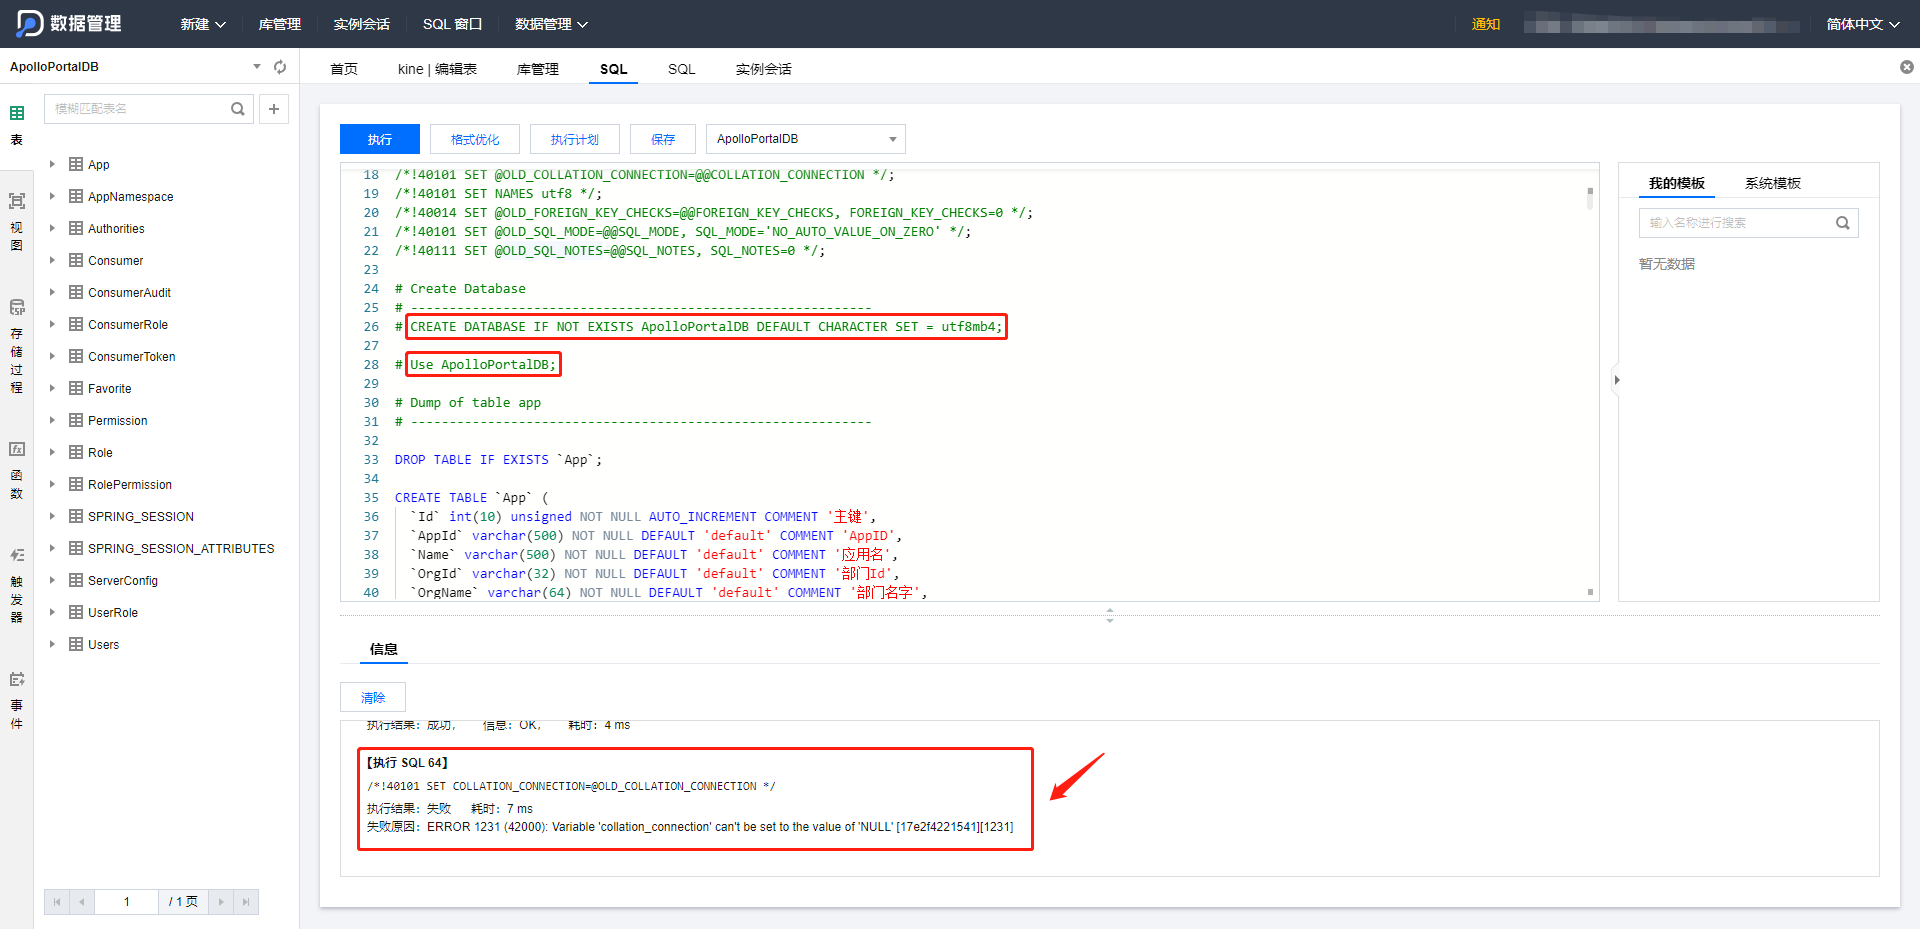 数据管理
新建
库管理
实例会话
SQL 窗口
数据管理
通知
简体中文
ApolloPortalDB
首页
kine | 编辑表
库管理
SQL
SQL
实例会话
表
视图
存储过程
函数
触发器
事件
模糊匹配表名
App
AppNamespace
Authorities
Consumer
ConsumerAudit
ConsumerRole
ConsumerToken
Favorite
Permission
Role
RolePermission
SPRING_SESSION
SPRING_SESSION_ATTRIBUTES
ServerConfig
UserRole
Users
1
/ 1 页
执行
格式优化
执行计划
保存
ApolloPortalDB
18 /*!40101 SET @OLD_COLLATION_CONNECTION=@@COLLATION_CONNECTION */;
19 /*!40101 SET NAMES utf8 */;
20 /*!40014 SET @OLD_FOREIGN_KEY_CHECKS=@@FOREIGN_KEY_CHECKS, FOREIGN_KEY_CHECKS=0 */;
21 /*!40101 SET @OLD_SQL_MODE=@@SQL_MODE, SQL_MODE='NO_AUTO_VALUE_ON_ZERO' */;
22 /*!40111 SET @OLD_SQL_NOTES=@@SQL_NOTES, SQL_NOTES=0 */;
23
24 # Create Database
25 # ------------------------------------------------------------
26 # CREATE DATABASE IF NOT EXISTS ApolloPortalDB DEFAULT CHARACTER SET = utf8mb4;
27
28 # Use ApolloPortalDB;
29
30 # Dump of table app
31 # ------------------------------------------------------------
32
33 DROP TABLE IF EXISTS `App`;
34
35 CREATE TABLE `App` (
36 `Id` int(10) unsigned NOT NULL AUTO_INCREMENT COMMENT '主键',
37 `AppId` varchar(500) NOT NULL DEFAULT 'default' COMMENT 'AppID',
38 `Name` varchar(500) NOT NULL DEFAULT 'default' COMMENT '应用名',
39 `OrgId` varchar(32) NOT NULL DEFAULT 'default' COMMENT '部门Id',
40 `OrgName` varchar(64) NOT NULL DEFAULT 'default' COMMENT '部门名字',
我的模板
系统模板
输入名称进行搜索
暂无数据
信息
清除
执行结果：成功， 信息：OK， 耗时：4 ms
【执行 SQL 64】
/*!40101 SET COLLATION_CONNECTION=@OLD_COLLATION_CONNECTION */
执行结果：失败 耗时：7 ms
失败原因：ERROR 1231 (42000): Variable 'collation_connection' can't be set to the value of 'NULL' [17e2f4221541][1231]